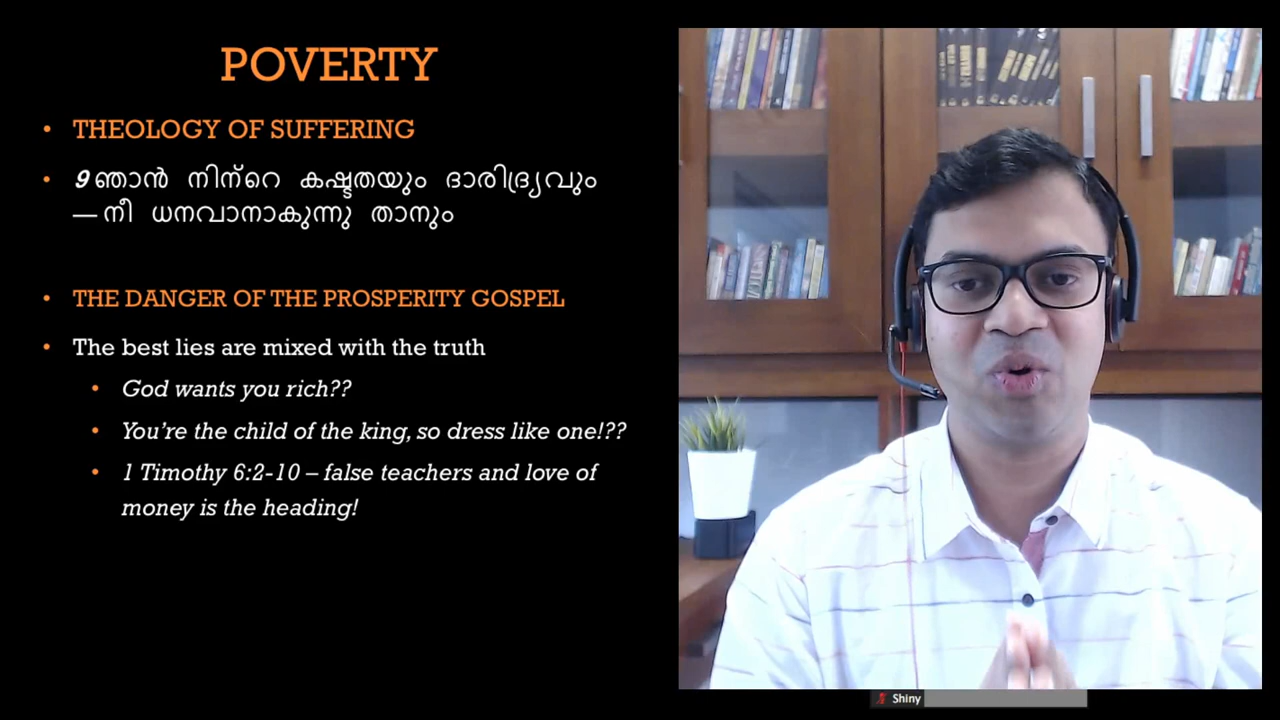 POVERTY
• THEOLOGY OF SUFFERING
• 9 ഞാൻ നിന്റെ കഷ്ടതയും ദാരിദ്ര്യവും
— നീ ധനവാനാകുന്നു താനും
• THE DANGER OF THE PROSPERITY GOSPEL
• The best lies are mixed with the truth
• God wants you rich??
• You're the child of the king, so dress like one!??
• 1 Timothy 6:2-10 – false teachers and love of
money is the heading!
Shiny